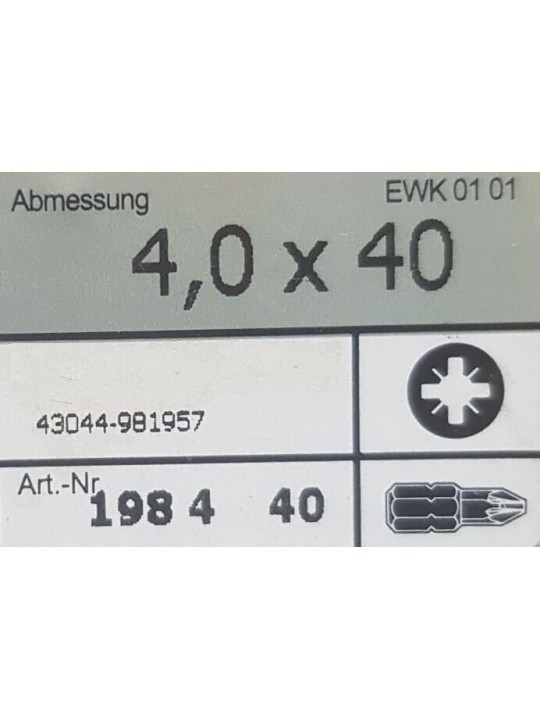 Abmessung
EWK 01 01
4,0 x 40
43044-981957
Art.-Nr.
198 4 40